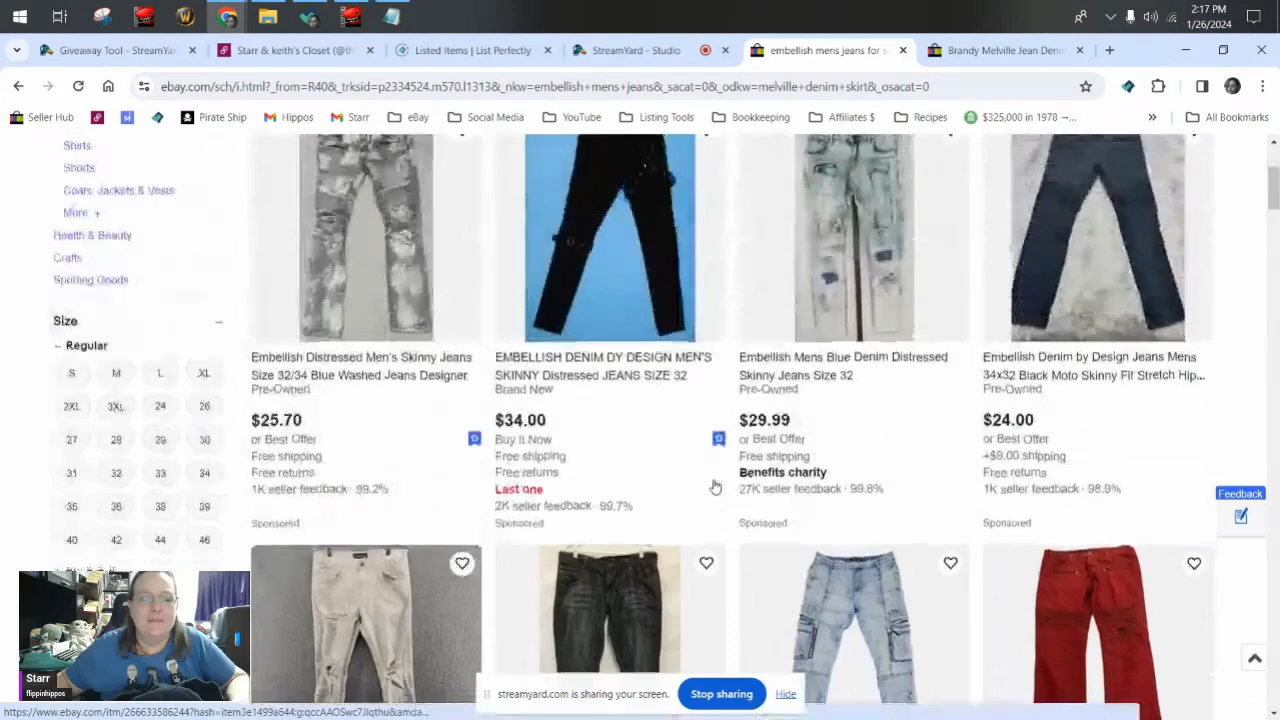 2:17 PM
1/26/2024
Giveaway Tool - StreamYa...
Starr & keith's Closet (@th
Listed Items | List Perfectly
StreamYard - Studio
embellish mens jeans for s
Brandy Melville Jean Deni
ebay.com/sch/i.html?_from=R40&_trksid=p2334524.m570.l1313&_nkw=embellish+mens+jeans&_sacat=0&_odkw=melville+denim+skirt&_osacat=0
Seller Hub
Pirate Ship
Hippos
Starr
eBay
Social Media
YouTube
Listing Tools
Bookkeeping
Affiliates $
Recipes
$325,000 in 1978 →...
All Bookmarks
Shirts
Shorts
Coats, Jackets & Vests
More +
Health & Beauty
Crafts
Sporting Goods
Size
Regular
S M L XL
2XL 3XL 24 26
27 28 29 30
31 32 33 34
35 36 38 39
40 42 44 46
Embellish Distressed Men's Skinny Jeans
Size 32/34 Blue Washed Jeans Designer
Pre-Owned
$25.70
or Best Offer
Free shipping
Free returns
1K seller feedback · 99.2%
Sponsored
EMBELLISH DENIM DY DESIGN MEN'S
SKINNY Distressed JEANS SIZE 32
Brand New
$34.00
Buy It Now
Free shipping
Free returns
Last one
2K seller feedback · 99.7%
Sponsored
Embellish Mens Blue Denim Distressed
Skinny Jeans Size 32
Pre-Owned
$29.99
or Best Offer
Free shipping
Benefits charity
27K seller feedback · 99.8%
Sponsored
Embellish Denim by Design Jeans Mens
34x32 Black Moto Skinny Fit Stretch Hip...
Pre-Owned
$24.00
or Best Offer
+$9.00 shipping
Free returns
1K seller feedback · 98.9%
Sponsored
Feedback
Starr
flippinhippos
streamyard.com is sharing your screen.
Stop sharing
Hide